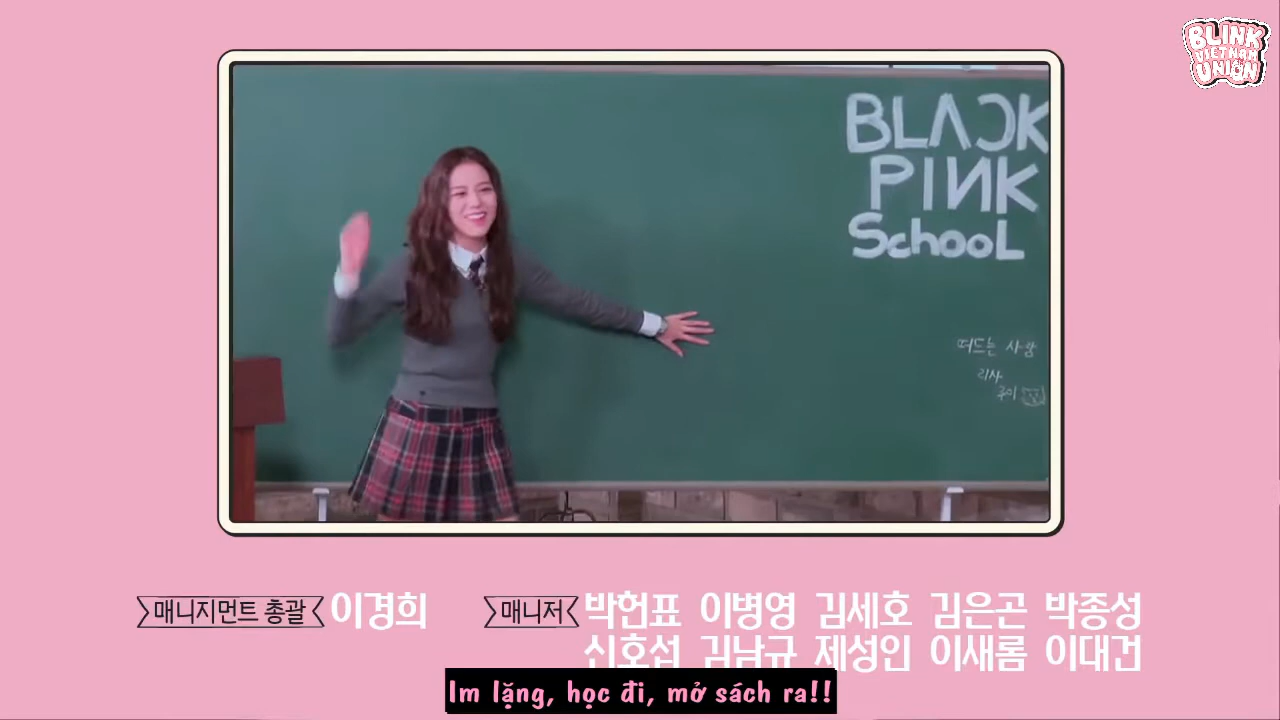 BLINK
VIETNAM
UNION
BLACK
PINK
SchooL
떠드는 사람
리사
매니지먼트 총괄 이경희
매니저 박헌표 이병영 김세호 김은곤 박종성
신호섭 김남규 제성인 이새롬 이대건
Im lặng, học đi, mở sách ra!!